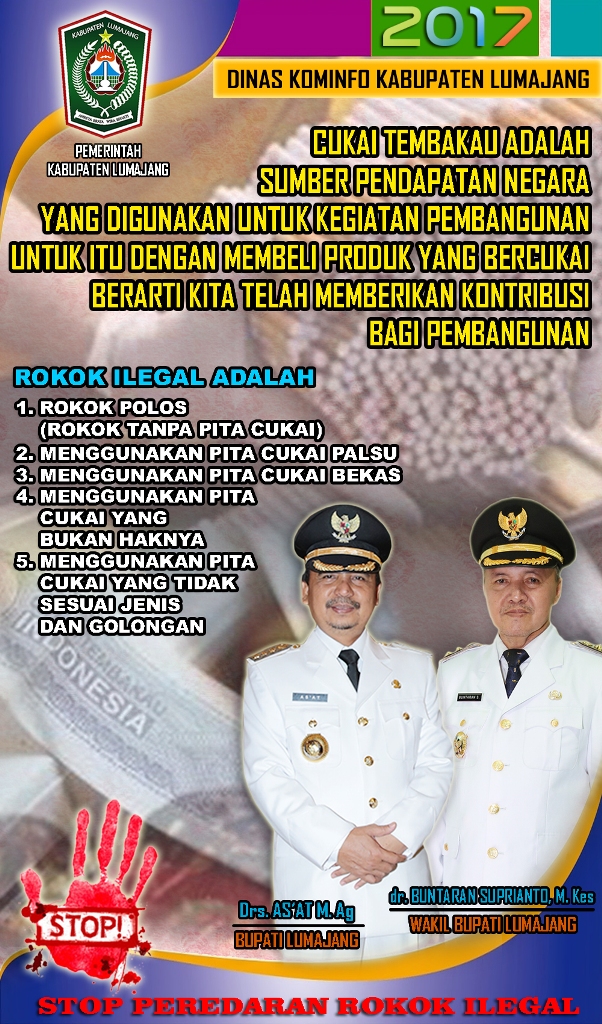 2017
DINAS KOMINFO KABUPATEN LUMAJANG
KABUPATEN LUMAJANG
PEMERINTAH
KABUPATEN LUMAJANG
CUKAI TEMBAKAU ADALAH
SUMBER PENDAPATAN NEGARA
YANG DIGUNAKAN UNTUK KEGIATAN PEMBANGUNAN
UNTUK ITU DENGAN MEMBELI PRODUK YANG BERCUKAI
BERARTI KITA TELAH MEMBERIKAN KONTRIBUSI
BAGI PEMBANGUNAN
ROKOK ILEGAL ADALAH
1. ROKOK POLOS
(ROKOK TANPA PITA CUKAI)
2. MENGGUNAKAN PITA CUKAI PALSU
3. MENGGUNAKAN PITA CUKAI BEKAS
4. MENGGUNAKAN PITA
CUKAI YANG
BUKAN HAKNYA
5. MENGGUNAKAN PITA
CUKAI YANG TIDAK
SESUAI JENIS
DAN GOLONGAN
INDONESIA
AS'AT
STOP!
Drs. AS'AT M. Ag
BUPATI LUMAJANG
dr. BUNTARAN SUPRIANTO, M. Kes
WAKIL BUPATI LUMAJANG
STOP PEREDARAN ROKOK ILEGAL